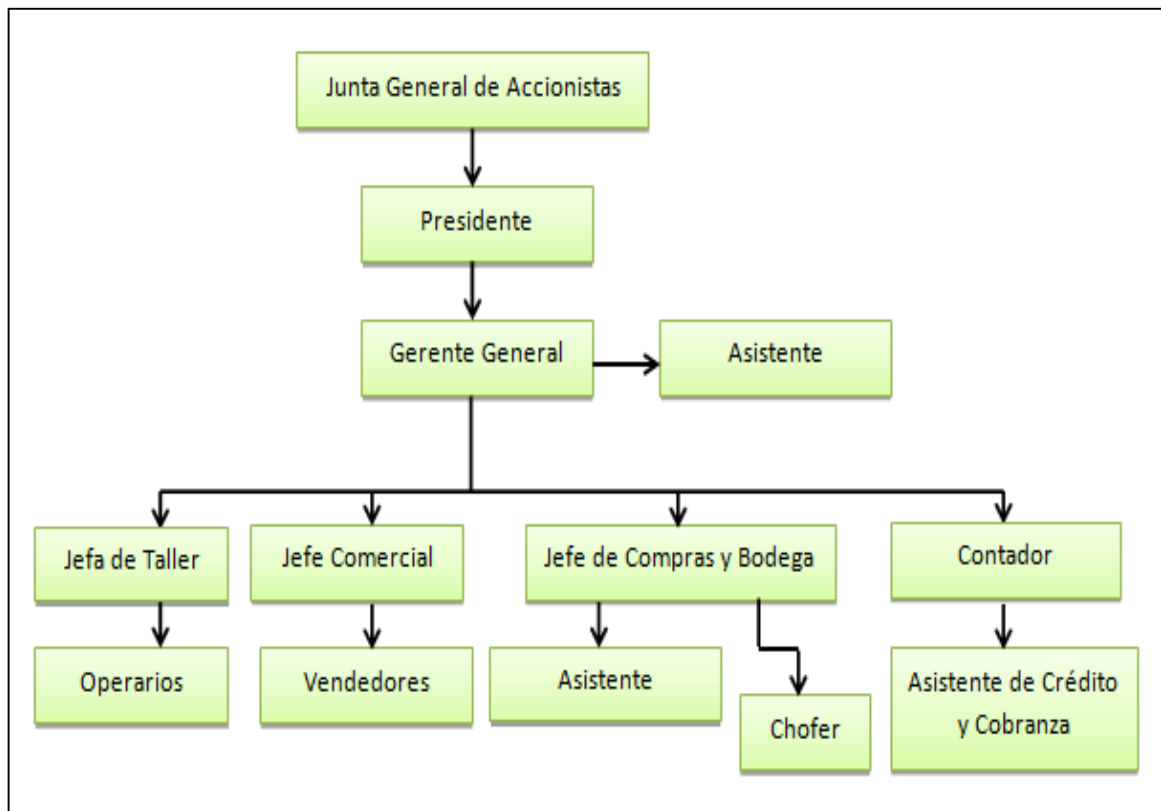 Junta General de Accionistas
Presidente
Gerente General
Asistente
Jefa de Taller
Jefe Comercial
Jefe de Compras y Bodega
Contador
Operarios
Vendedores
Asistente
Chofer
Asistente de Crédito
y Cobranza